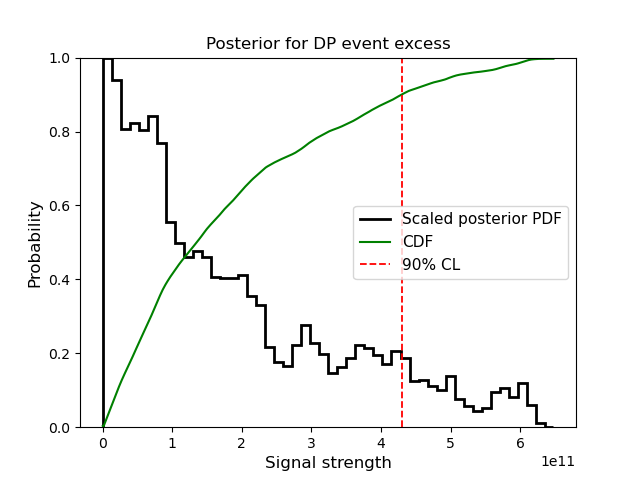 Posterior for DP event excess
1.0
0.8
0.6
0.4
0.2
0.0
Probability
Scaled posterior PDF
CDF
90% CL
0 1 2 3 4 5 6
1e11
Signal strength